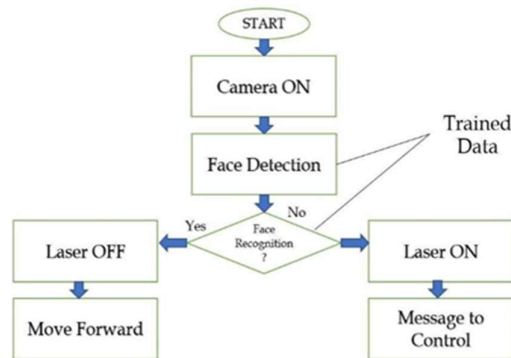 START
Camera ON
Face Detection
Trained
Data
Yes
No
Face
Recognition
?
Laser OFF
Laser ON
Move Forward
Message to
Control